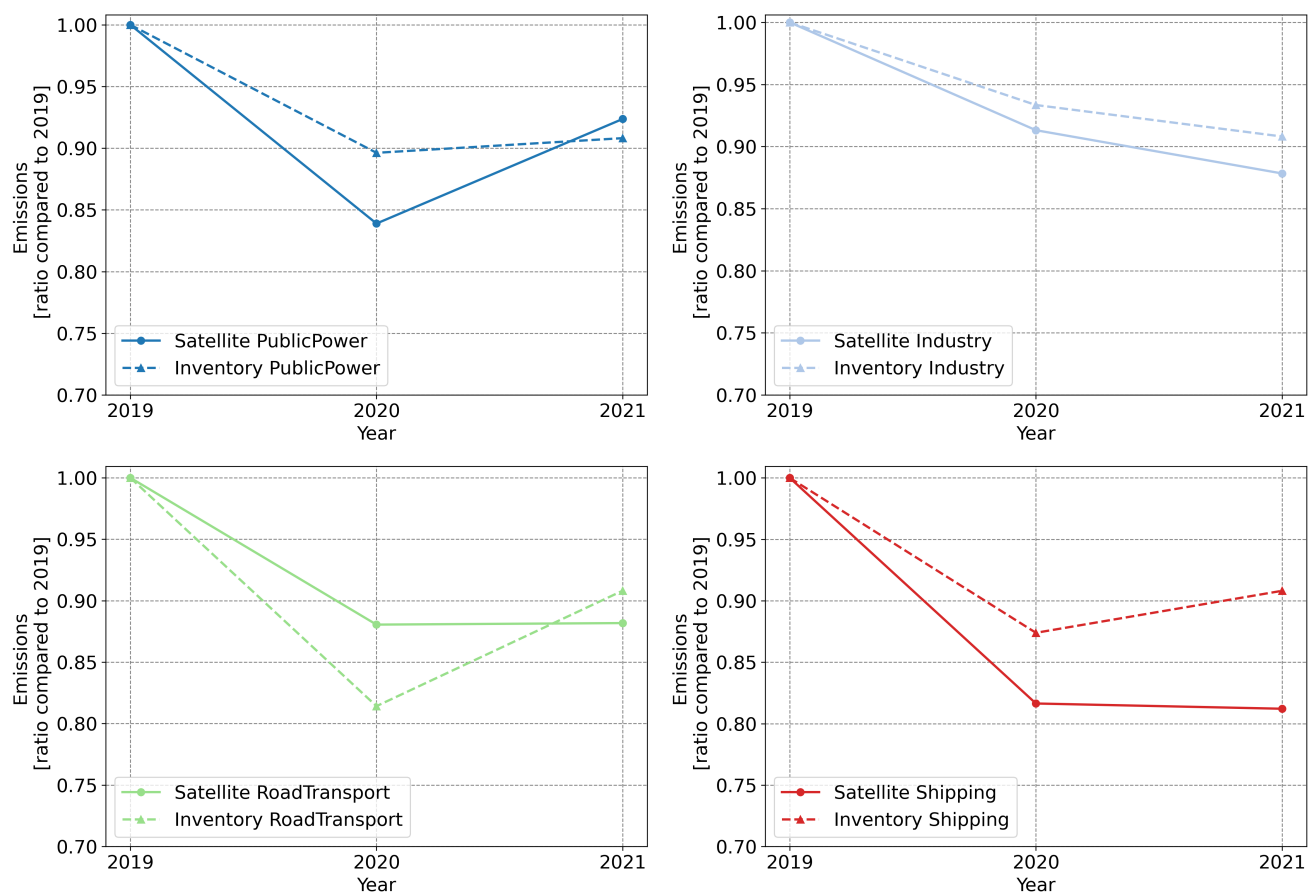 1.00
0.95
0.90
0.85
0.80
0.75
0.70
Emissions
[ratio compared to 2019]
Satellite PublicPower
Inventory PublicPower
2019 2020 2021
Year
1.00
0.95
0.90
0.85
0.80
0.75
0.70
Emissions
[ratio compared to 2019]
Satellite Industry
Inventory Industry
2019 2020 2021
Year
1.00
0.95
0.90
0.85
0.80
0.75
0.70
Emissions
[ratio compared to 2019]
Satellite RoadTransport
Inventory RoadTransport
2019 2020 2021
Year
1.00
0.95
0.90
0.85
0.80
0.75
0.70
Emissions
[ratio compared to 2019]
Satellite Shipping
Inventory Shipping
2019 2020 2021
Year